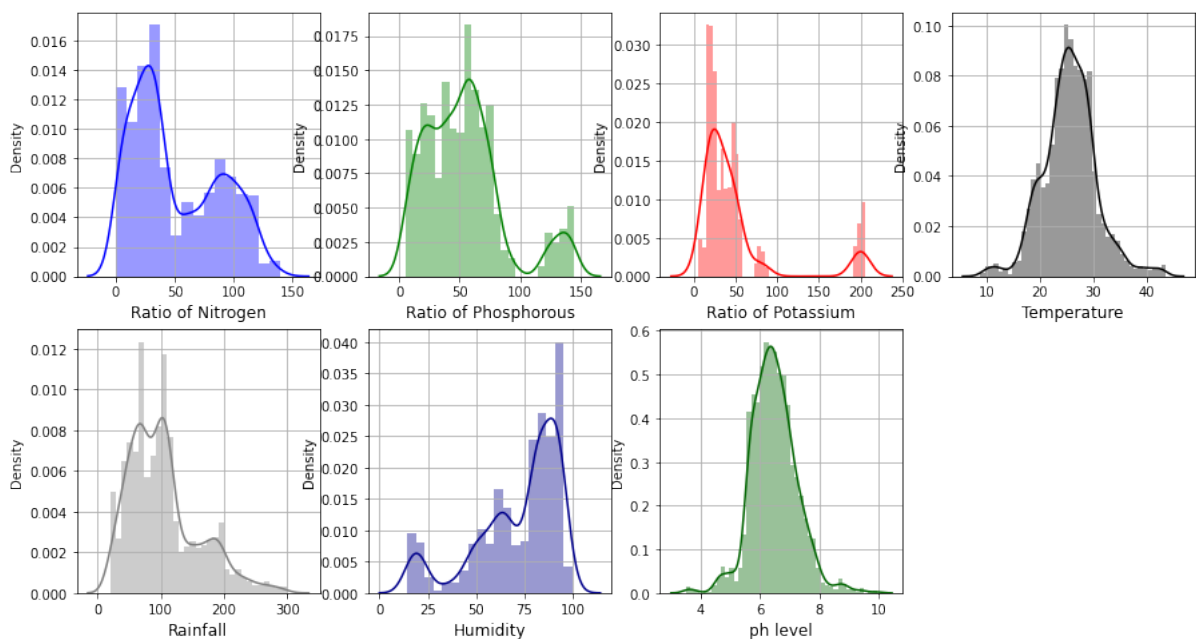 Density
0.016
0.014
0.012
0.010
0.008
0.006
0.004
0.002
0.000
0 50 100 150
Ratio of Nitrogen
Density
0.0175
0.0150
0.0125
0.0100
0.0075
0.0050
0.0025
0.0000
0 50 100 150
Ratio of Phosphorous
Density
0.030
0.025
0.020
0.015
0.010
0.005
0.000
0 50 100 150 200 250
Ratio of Potassium
Density
0.10
0.08
0.06
0.04
0.02
0.00
10 20 30 40
Temperature
Density
0.012
0.010
0.008
0.006
0.004
0.002
0.000
0 100 200 300
Rainfall
Density
0.040
0.035
0.030
0.025
0.020
0.015
0.010
0.005
0.000
0 25 50 75 100
Humidity
Density
0.6
0.5
0.4
0.3
0.2
0.1
0.0
4 6 8 10
ph level